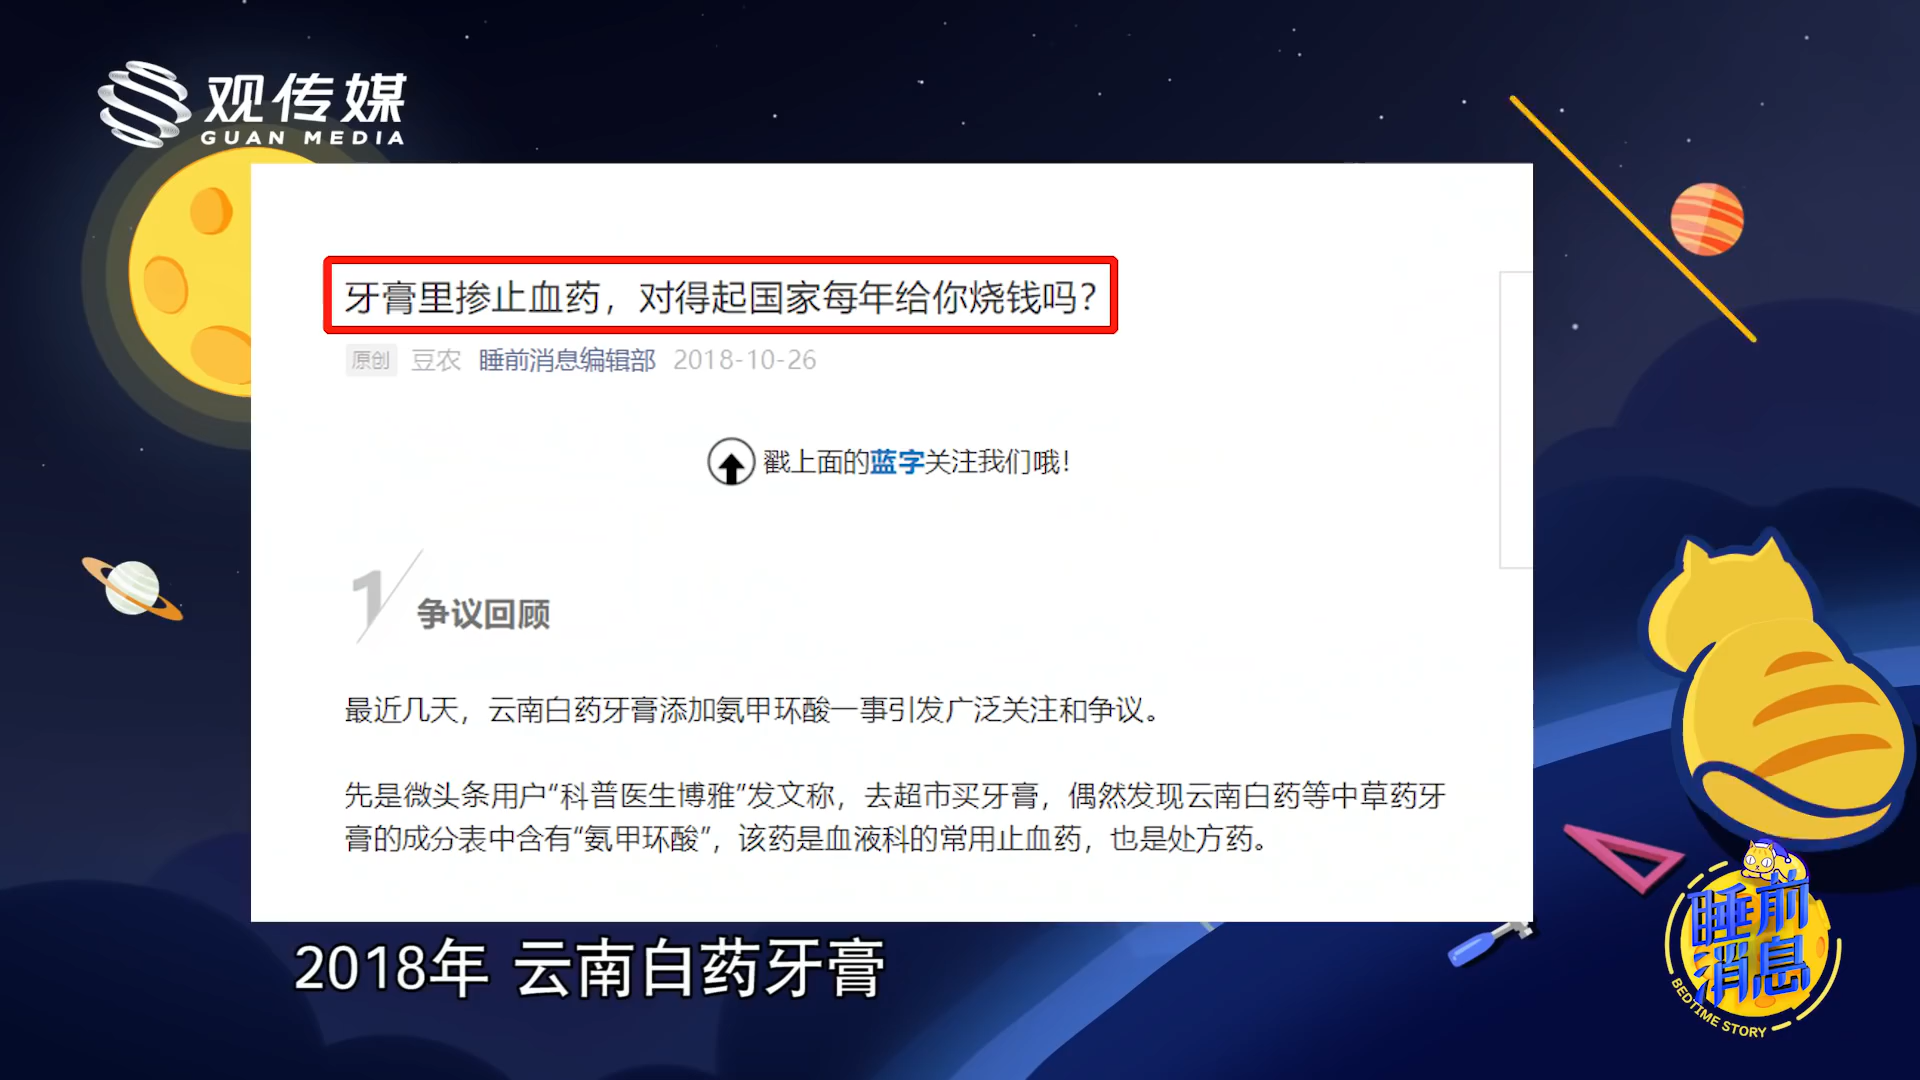 观传媒
GUAN MEDIA
牙膏里掺止血药，对得起国家每年给你烧钱吗？
原创 豆农 睡前消息编辑部 2018-10-26
戳上面的蓝字关注我们哦！
1 争议回顾
最近几天，云南白药牙膏添加氨甲环酸一事引发广泛关注和争议。
先是微头条用户“科普医生博雅”发文称，去超市买牙膏，偶然发现云南白药等中草药牙
膏的成分表中含有“氨甲环酸”，该药是血液科的常用止血药，也是处方药。
2018年 云南白药牙膏
睡前
消息
BEDTIME STORY